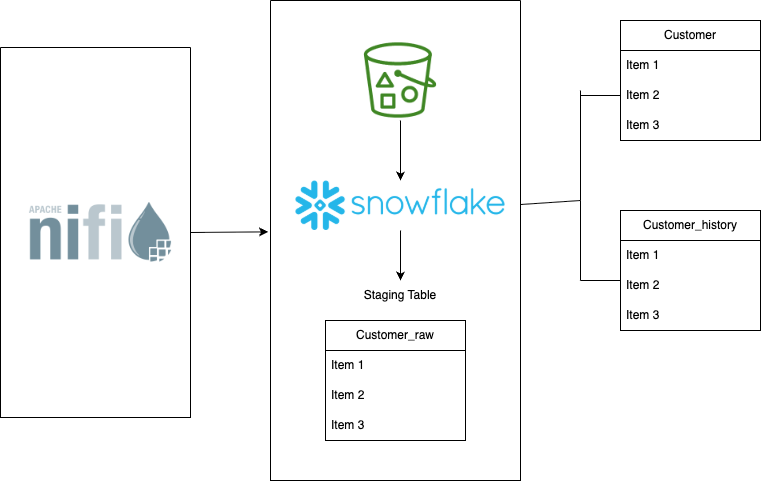 APACHE
nifi
snowflake
Staging Table
Customer_raw
Item 1
Item 2
Item 3
Customer
Item 1
Item 2
Item 3
Customer_history
Item 1
Item 2
Item 3